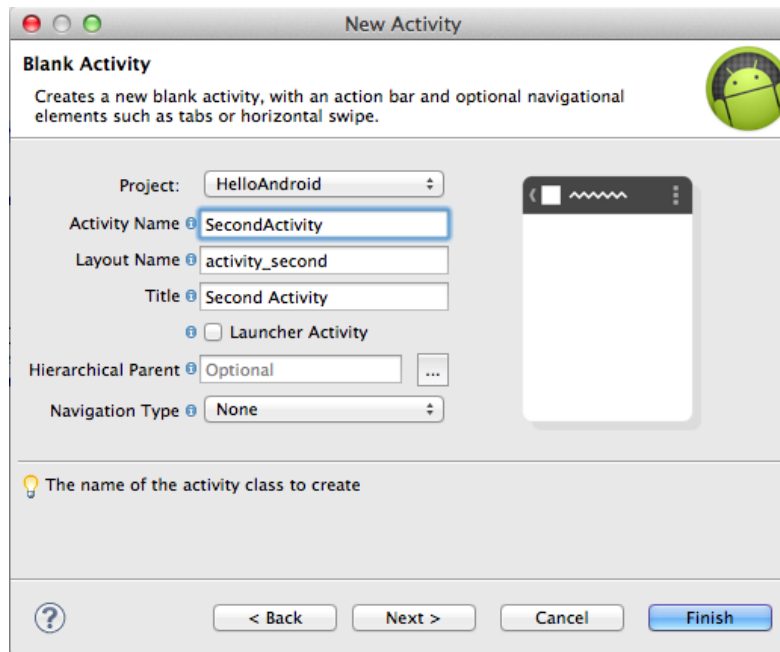 New Activity
Blank Activity
Creates a new blank activity, with an action bar and optional navigational
elements such as tabs or horizontal swipe.
Project: HelloAndroid
Activity Name SecondActivity
Layout Name activity_second
Title Second Activity
Launcher Activity
Hierarchical Parent Optional ...
Navigation Type None
The name of the activity class to create
? < Back Next > Cancel Finish